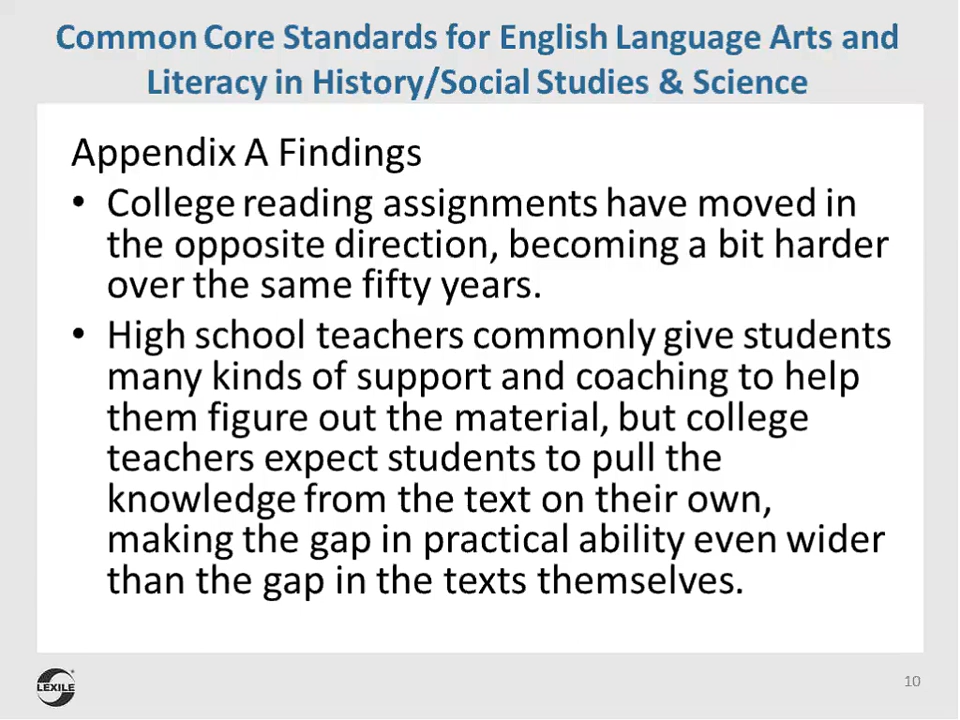 Common Core Standards for English Language Arts and
Literacy in History/Social Studies & Science
Appendix A Findings
• College reading assignments have moved in
the opposite direction, becoming a bit harder
over the same fifty years.
• High school teachers commonly give students
many kinds of support and coaching to help
them figure out the material, but college
teachers expect students to pull the
knowledge from the text on their own,
making the gap in practical ability even wider
than the gap in the texts themselves.
LEXILE
10